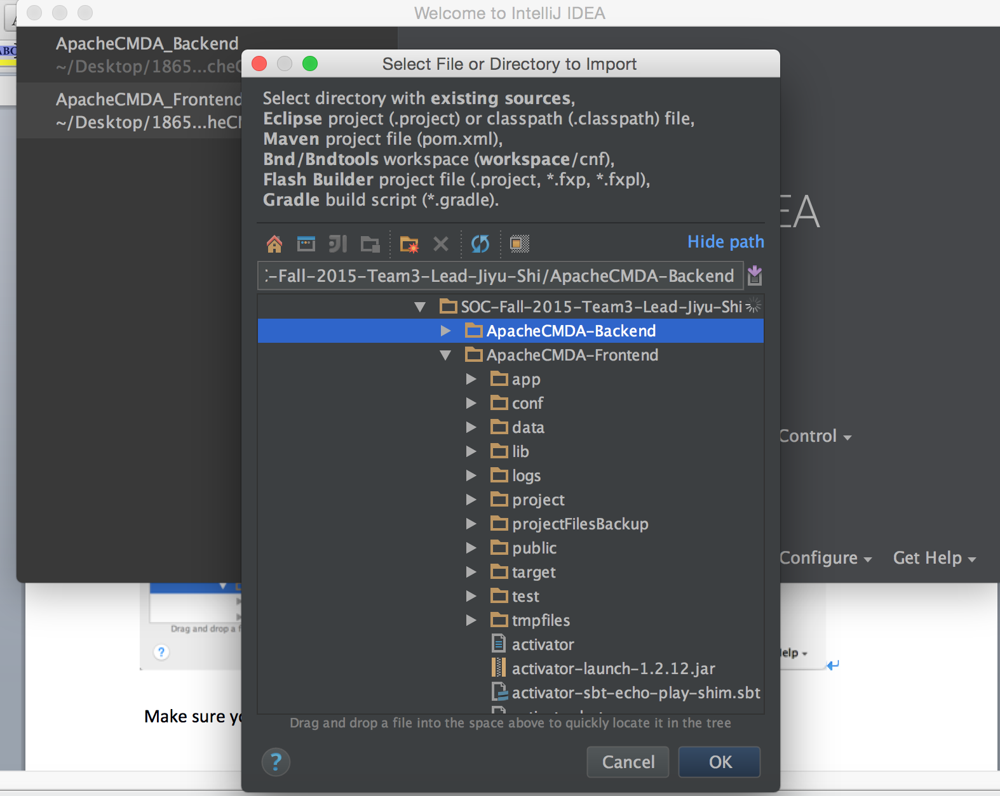 Welcome to IntelliJ IDEA
ABC
ApacheCMDA_Backend
~/Desktop/1865...cheC
ApacheCMDA_Frontend
~/Desktop/1865...heCM
Select File or Directory to Import
Select directory with existing sources,
Eclipse project (.project) or classpath (.classpath) file,
Maven project file (pom.xml),
Bnd/Bndtools workspace (workspace/cnf),
Flash Builder project file (.project, *.fxp, *.fxpl),
Gradle build script (*.gradle).
EA
Hide path
C-Fall-2015-Team3-Lead-Jiyu-Shi/ApacheCMDA-Backend
SOC-Fall-2015-Team3-Lead-Jiyu-Shi
ApacheCMDA-Backend
ApacheCMDA-Frontend
app
conf
data
lib
logs
project
projectFilesBackup
public
target
test
tmpfiles
activator
activator-launch-1.2.12.jar
activator-sbt-echo-play-shim.sbt
Control
Configure
Get Help
Drag and drop a file into the space above to quickly locate it in the tree
Drag and drop a f
?
elp
Make sure yo
?
Cancel
OK